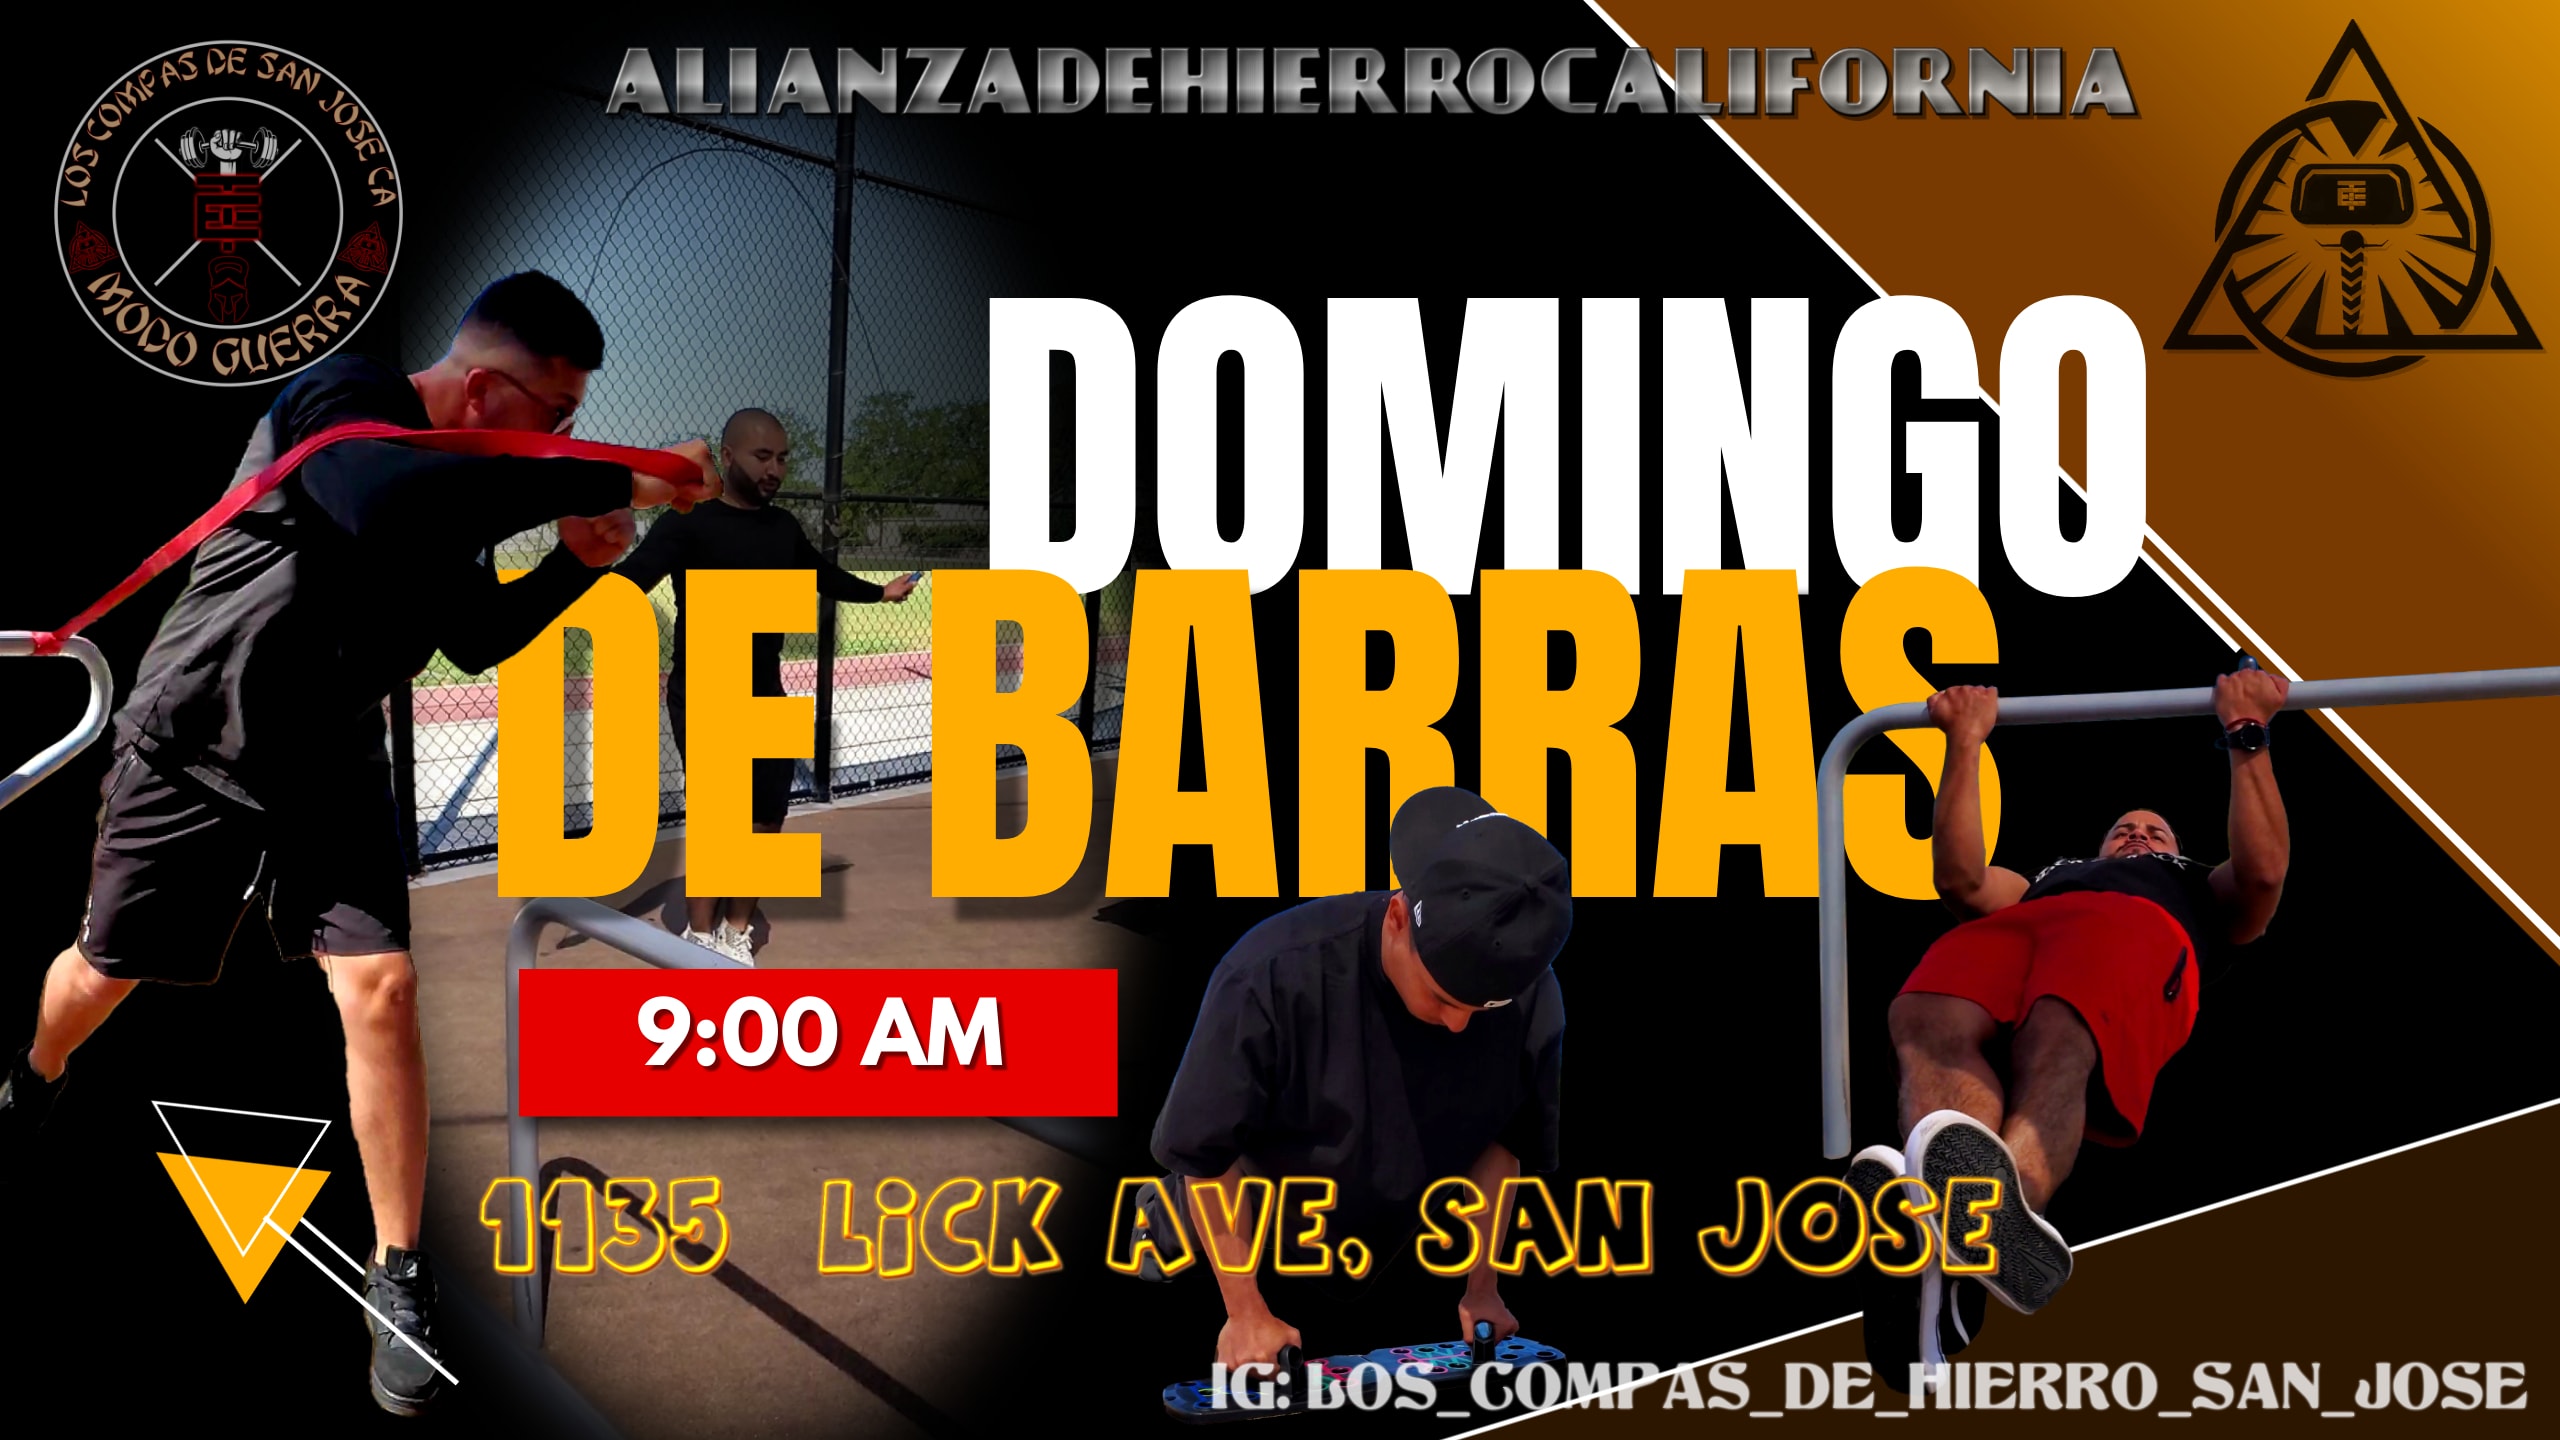 LOS COMPAS DE SAN JOSE CA
MODO GUERRA
ALIANZADEHIERROCALIFORNIA
DOMINGO
DE BARRAS
9:00 AM
1135 LiCK AVE, SAN JOSE
IG: LOS_COMPAS_DE_HIERRO_SAN_JOSE